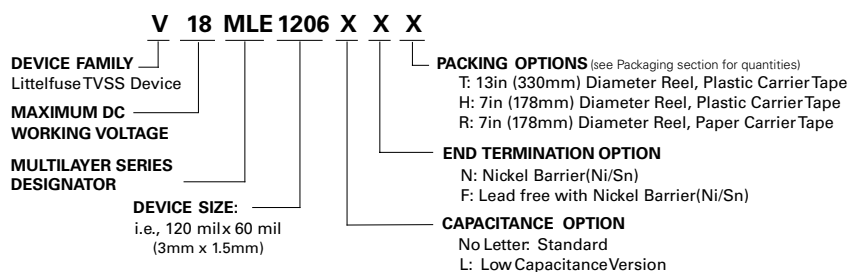 V 18 MLE 1206 X X X
DEVICE FAMILY
Littelfuse TVSS Device
MAXIMUM DC
WORKING VOLTAGE
MULTILAYER SERIES
DESIGNATOR
DEVICE SIZE:
i.e., 120 mil x 60 mil
(3mm x 1.5mm)
PACKING OPTIONS (see Packaging section for quantities)
T: 13in (330mm) Diameter Reel, Plastic Carrier Tape
H: 7in (178mm) Diameter Reel, Plastic Carrier Tape
R: 7in (178mm) Diameter Reel, Paper Carrier Tape
END TERMINATION OPTION
N: Nickel Barrier(Ni/Sn)
F: Lead free with Nickel Barrier(Ni/Sn)
CAPACITANCE OPTION
No Letter: Standard
L: Low Capacitance Version